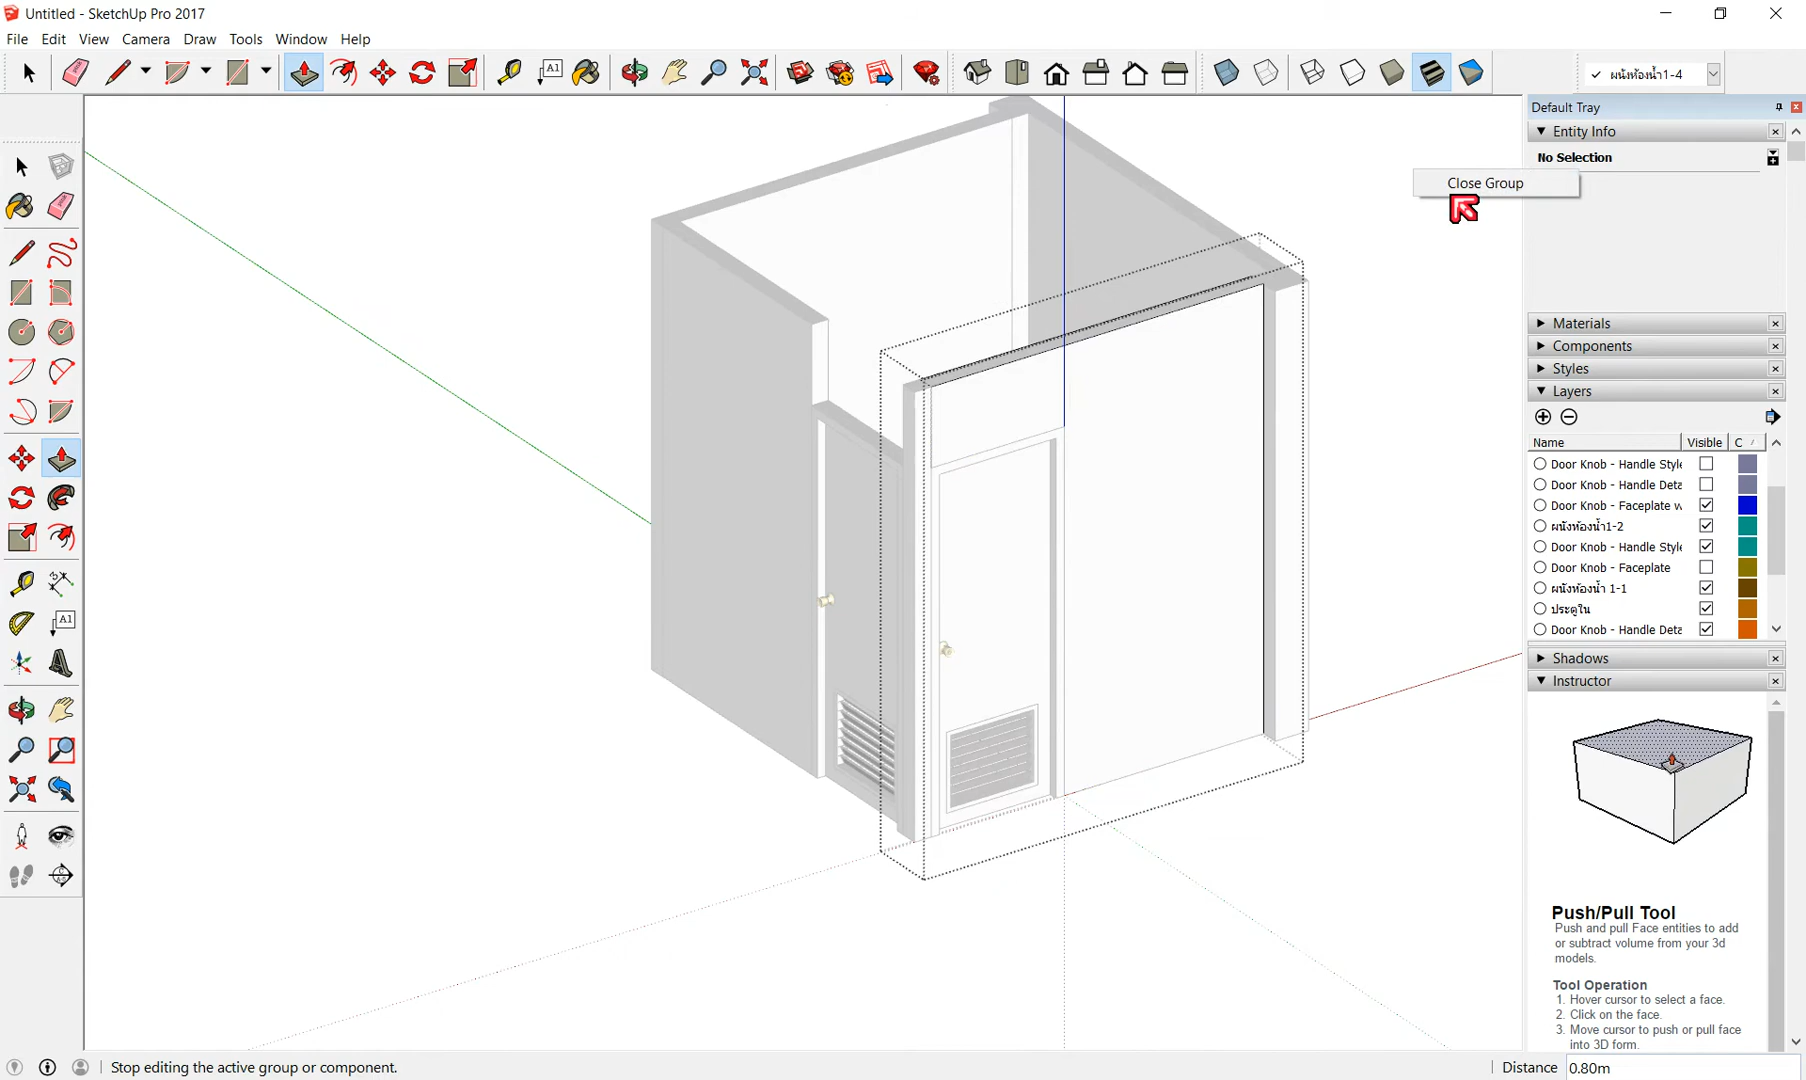 Untitled - SketchUp Pro 2017
File Edit View Camera Draw Tools Window Help
A1
✓ ผนังห้องน้ำ1-4
Default Tray
Entity Info
No Selection
Close Group
Materials
Components
Styles
Layers
Name Visible C
Door Knob - Handle Style
Door Knob - Handle Deta
Door Knob - Faceplate w
ผนังห้องน้ำ1-2
Door Knob - Handle Style
Door Knob - Faceplate
ผนังห้องน้ำ 1-1
ประตูใน
Door Knob - Handle Deta
A1
Shadows
Instructor
Push/Pull Tool
Push and pull Face entities to add
or subtract volume from your 3d
models.
Tool Operation
1. Hover cursor to select a face.
2. Click on the face.
3. Move cursor to push or pull face
into 3D form.
Stop editing the active group or component.
Distance 0.80m